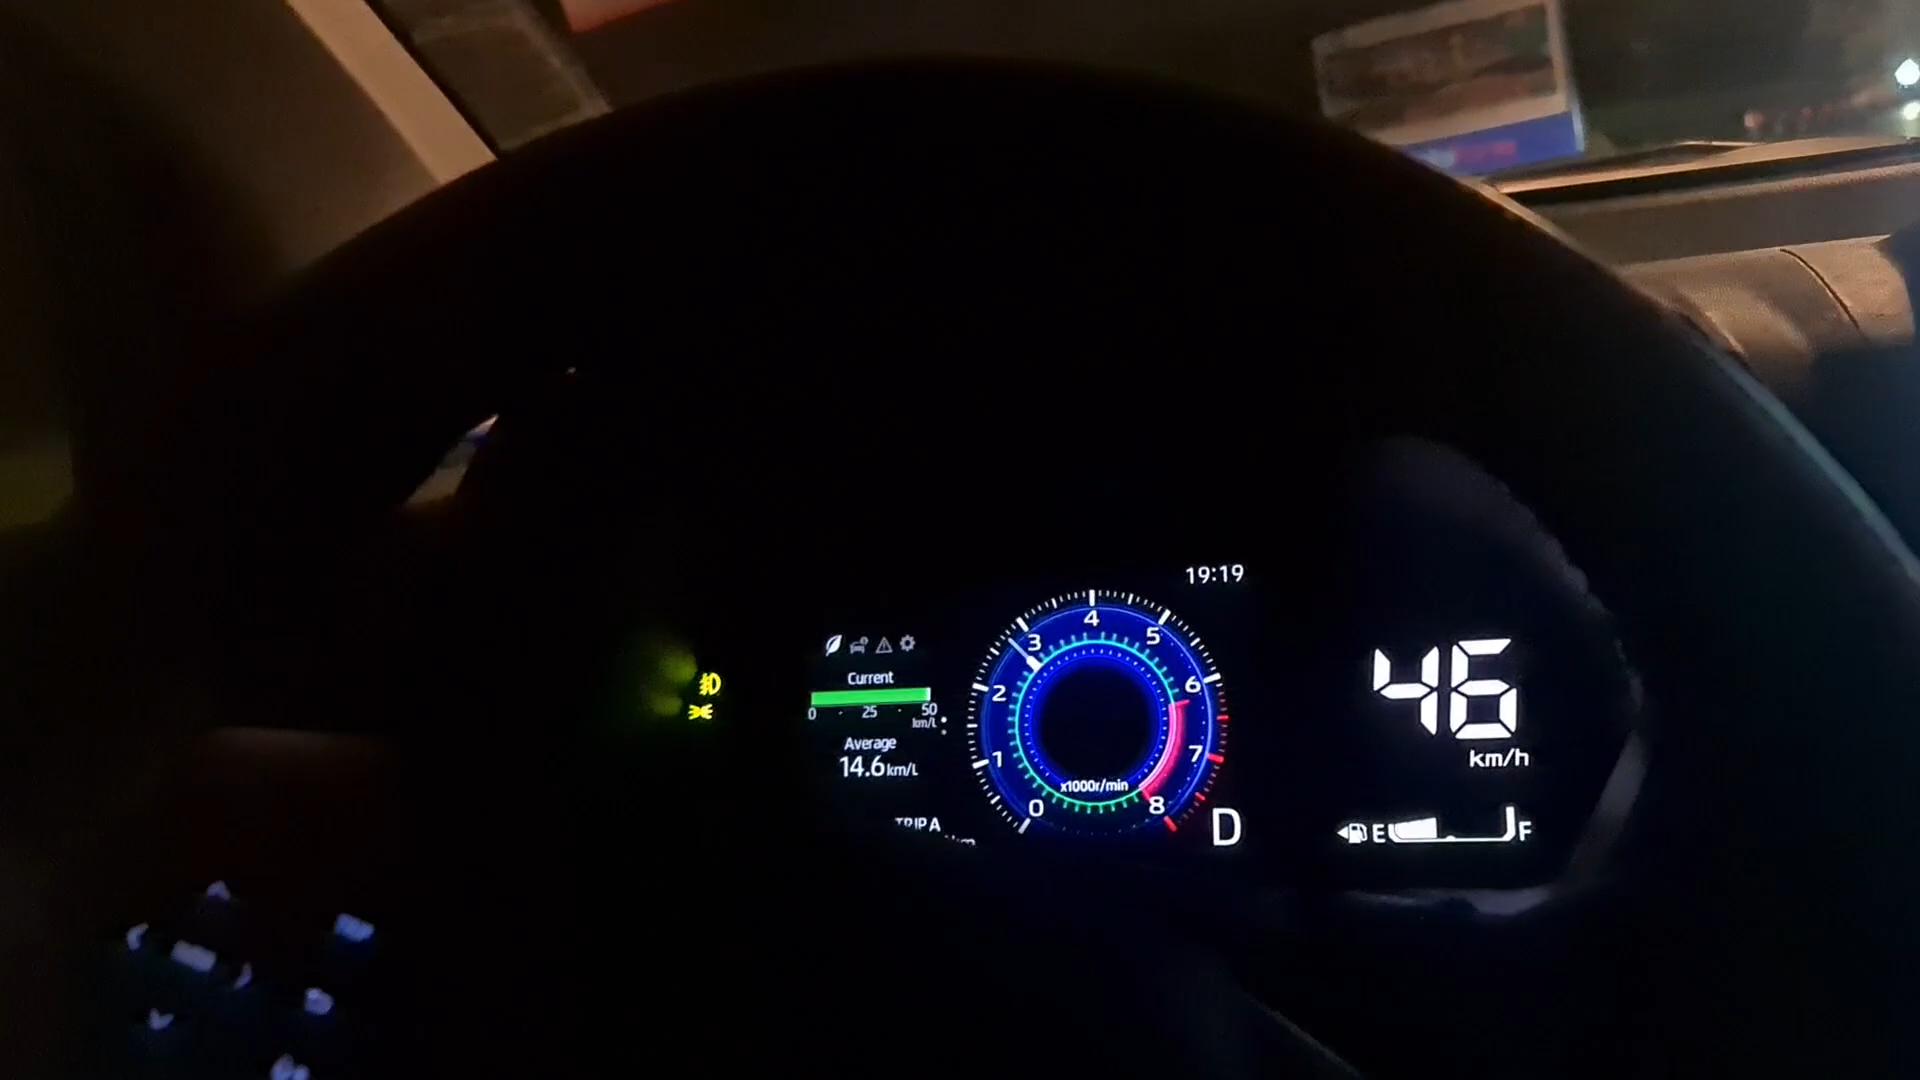 19:19
Current
0 25 50
km/L
Average
14.6 km/L
TRIP A
0 1 2 3 4 5 6 7 8
x1000r/min
D
46
km/h
E F